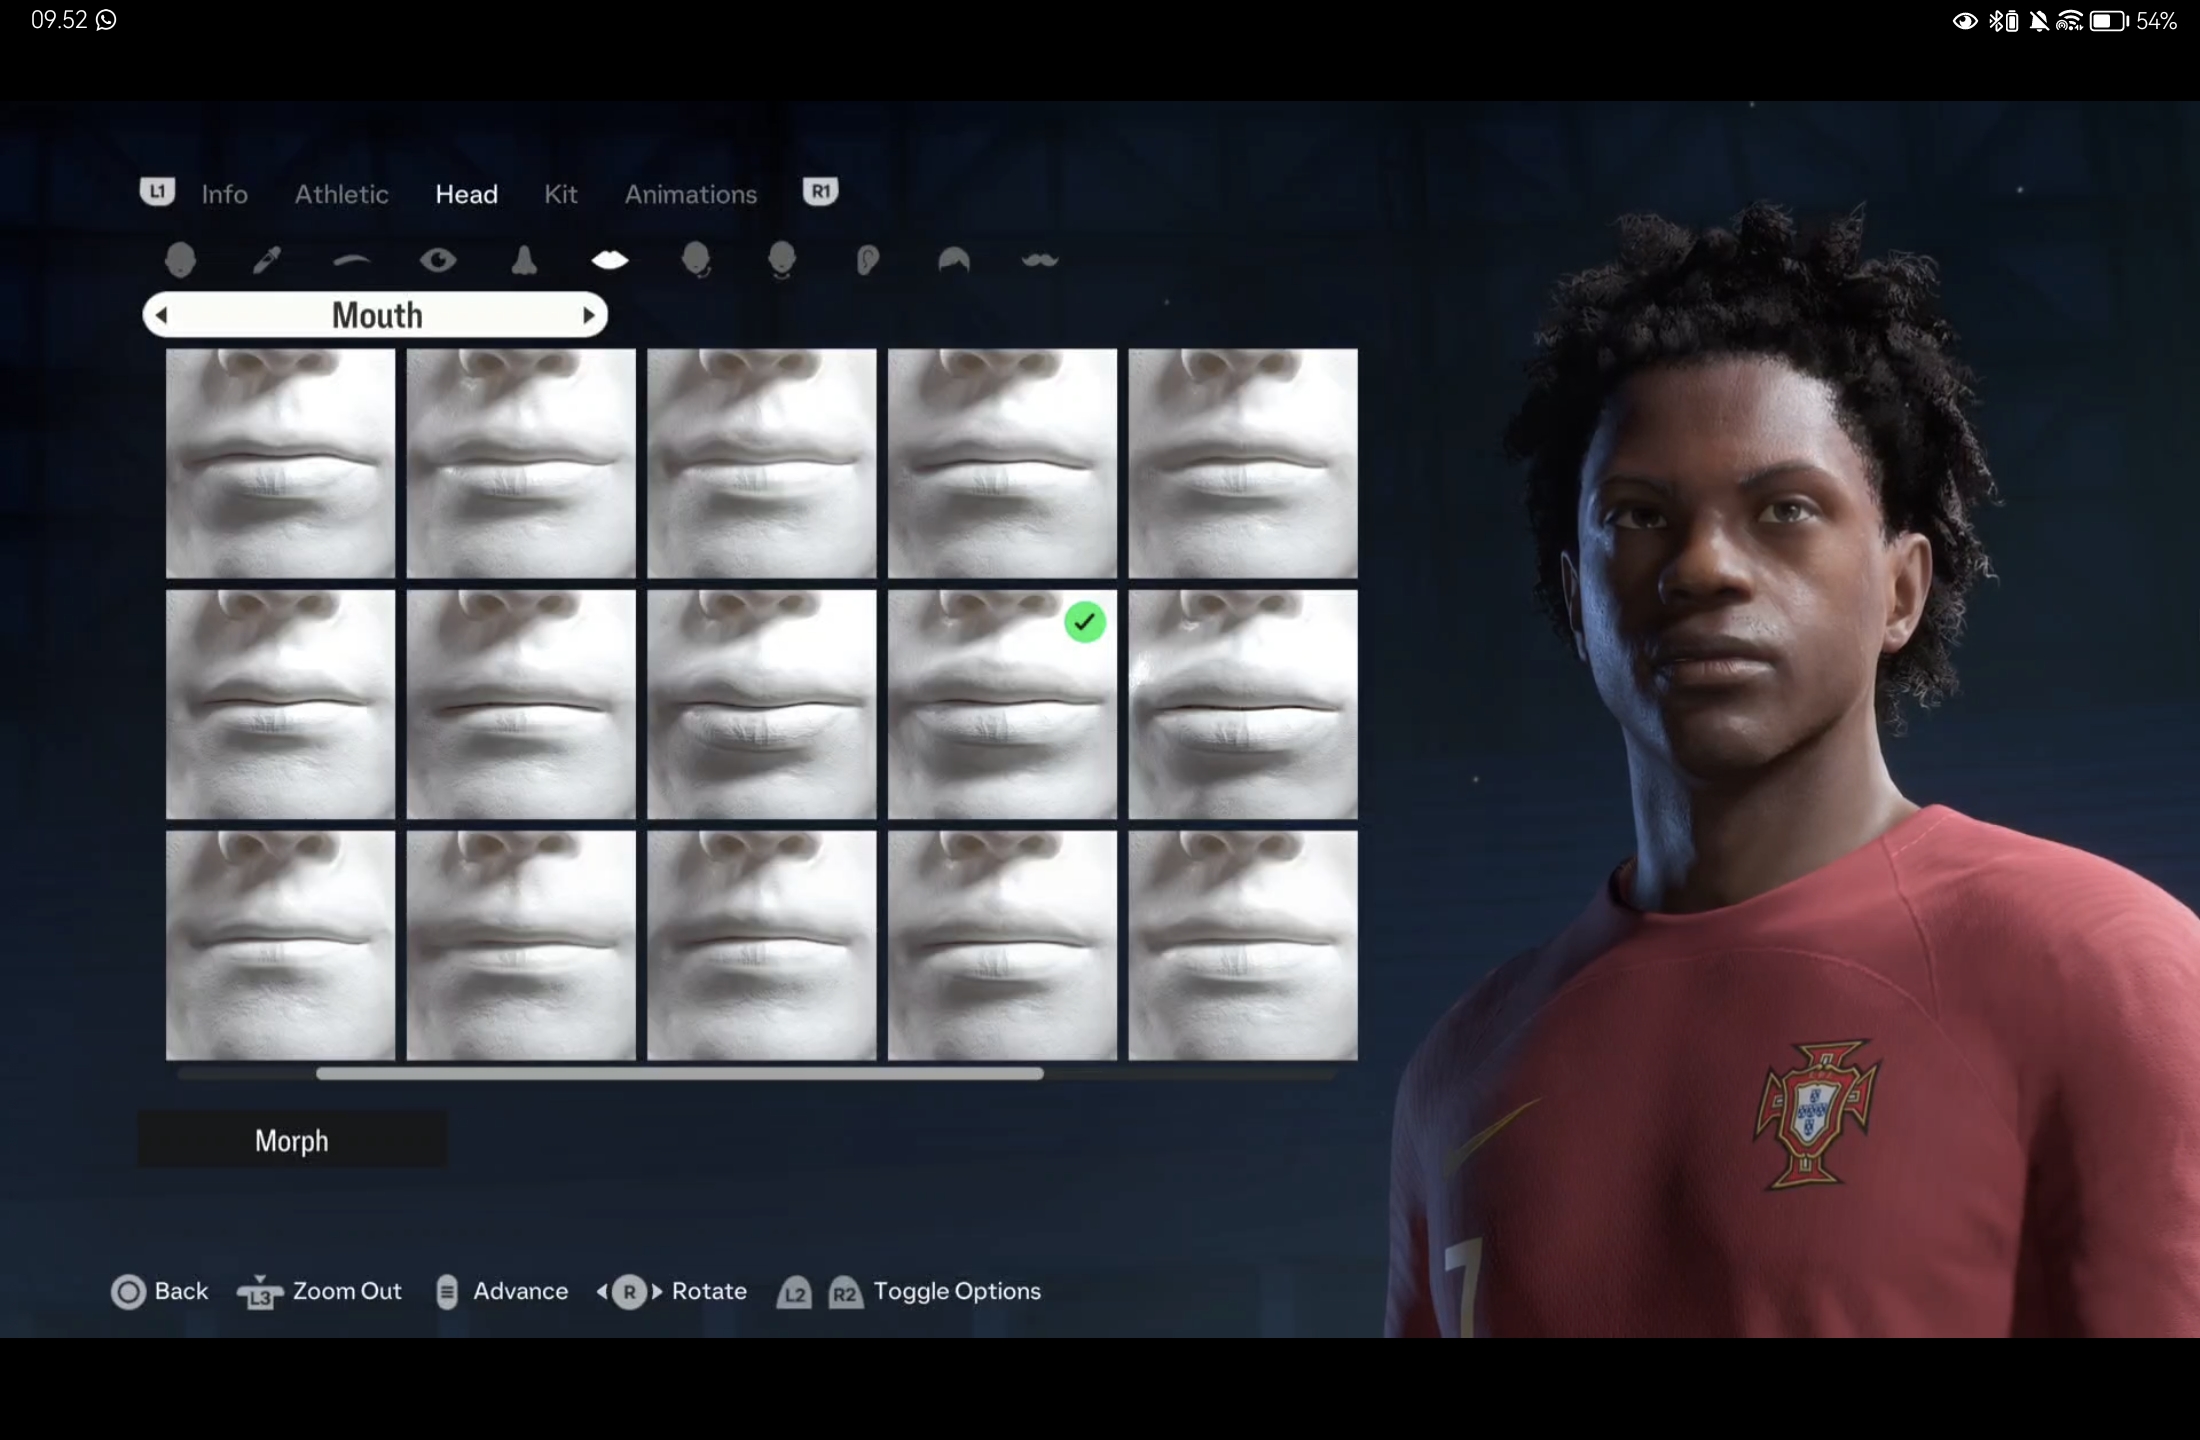 09.52
54%
L1 Info Athletic Head Kit Animations R1
Mouth
Morph
Back L3 Zoom Out Advance R Rotate L2 R2 Toggle Options
7